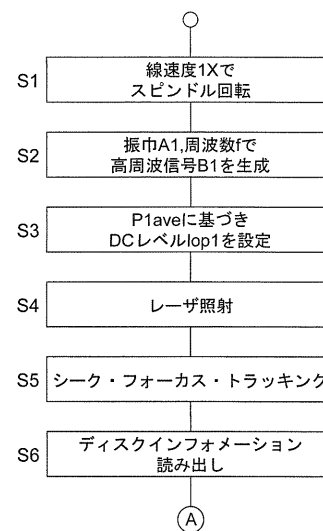 S1
線速度1Xで
スピンドル回転
S2
振巾A1,周波数fで
高周波信号B1を生成
S3
P1aveに基づき
DCレベルIop1を設定
S4
レーザ照射
S5
シーク・フォーカス・トラッキング
S6
ディスクインフォメーション
読み出し
A